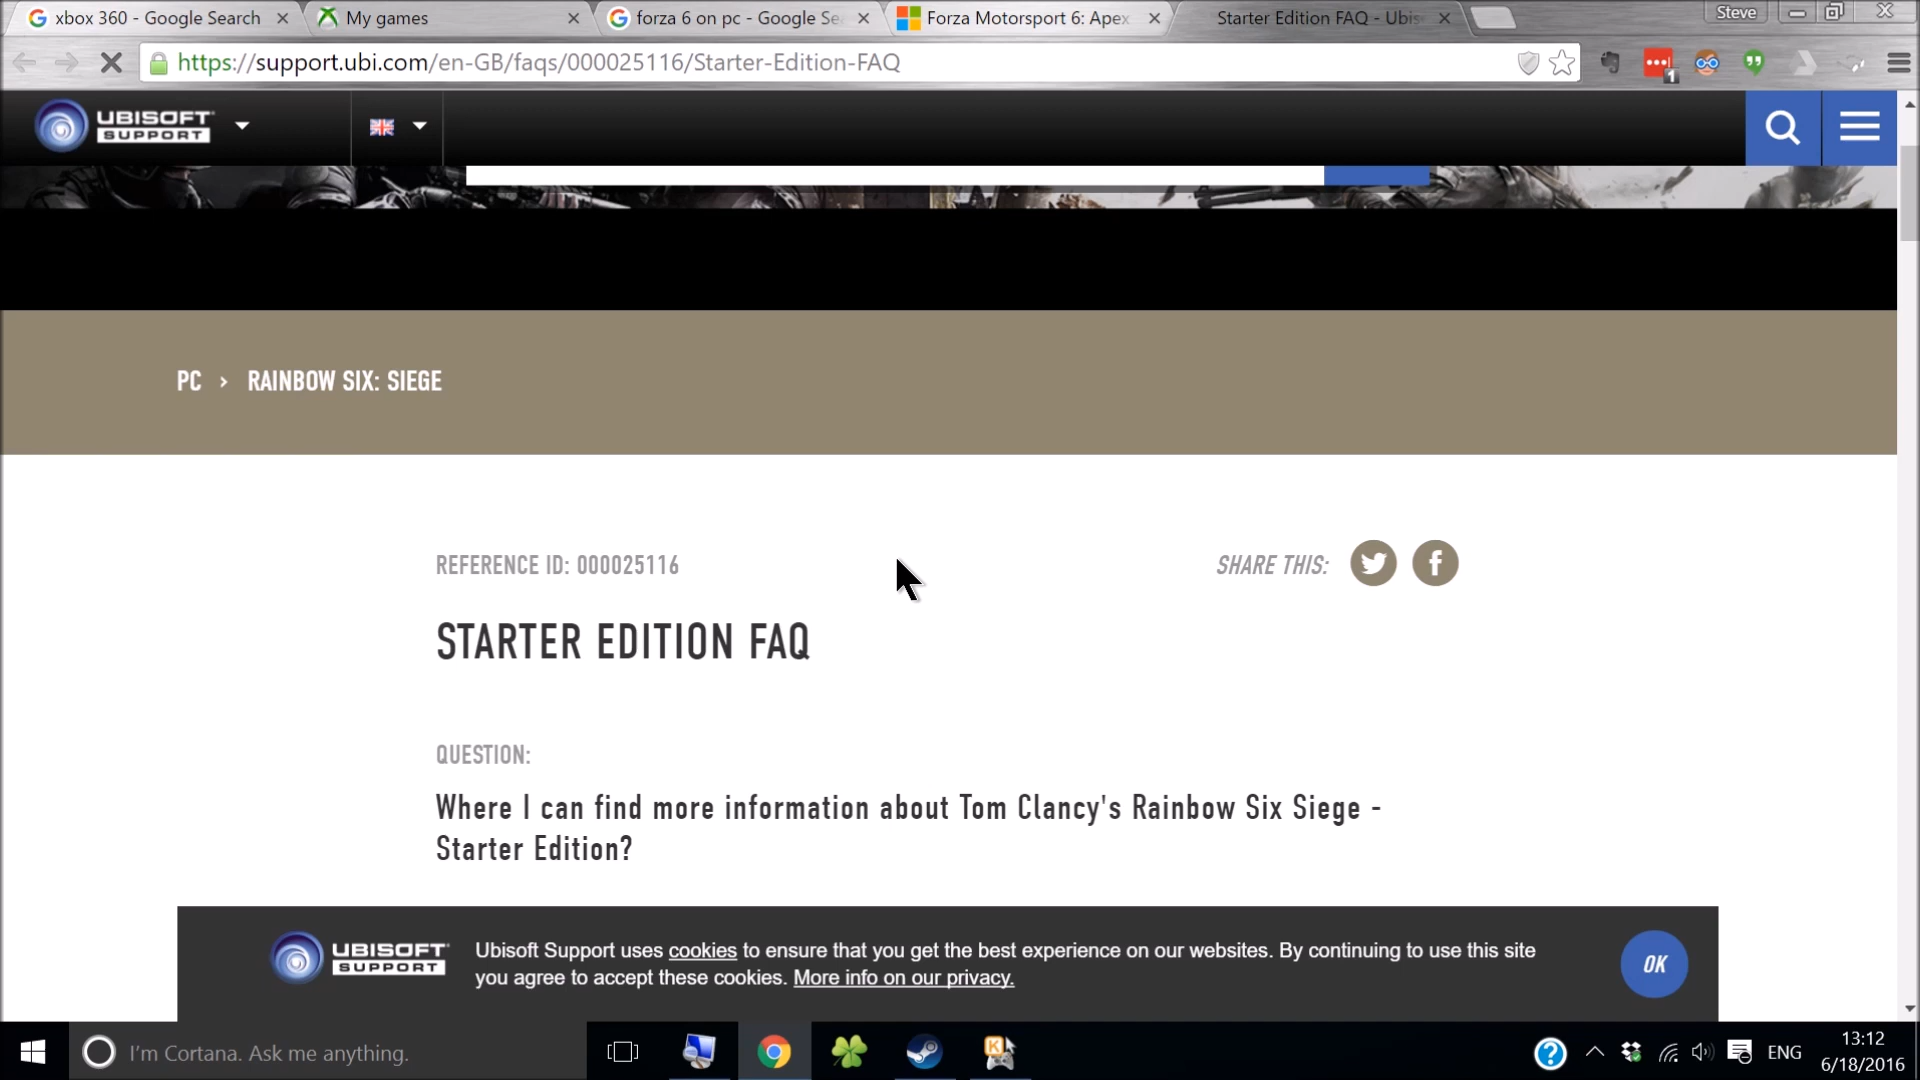 xbox 360 - Google Search
My games
forza 6 on pc - Google Se
Forza Motorsport 6: Apex
Starter Edition FAQ - Ubis
Steve
https://support.ubi.com/en-GB/faqs/000025116/Starter-Edition-FAQ
1
UBISOFT
SUPPORT
PC > RAINBOW SIX: SIEGE
REFERENCE ID: 000025116
SHARE THIS:
STARTER EDITION FAQ
QUESTION:
Where I can find more information about Tom Clancy's Rainbow Six Siege -
Starter Edition?
UBISOFT
SUPPORT
Ubisoft Support uses cookies to ensure that you get the best experience on our websites. By continuing to use this site
you agree to accept these cookies. More info on our privacy.
OK
I'm Cortana. Ask me anything.
ENG
13:12
6/18/2016